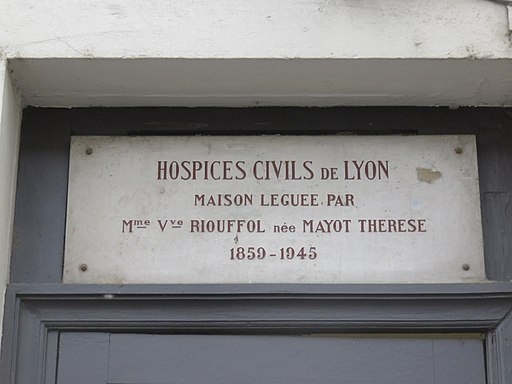 HOSPICES CIVILS DE LYON
MAISON LEGUEE PAR
Mme Vve RIOUFFOL née MAYOT THERESE
1859-1945